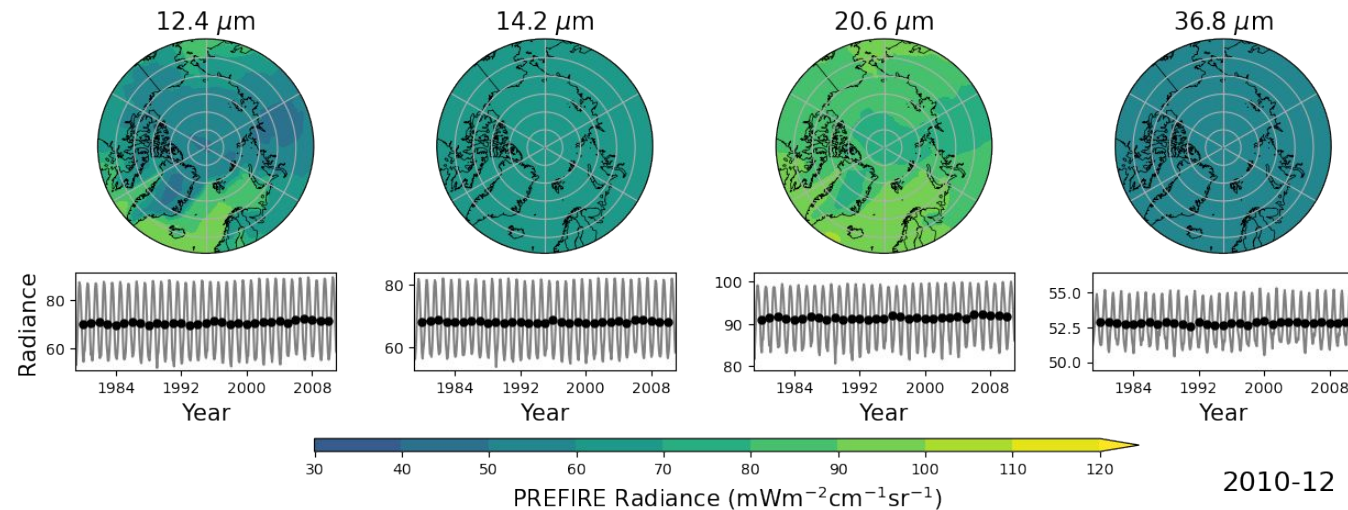 12.4 μm 14.2 μm 20.6 μm 36.8 μm
Radiance
80
60
1984 1992 2000 2008
Year
80
60
1984 1992 2000 2008
Year
100
90
80
1984 1992 2000 2008
Year
55.0
52.5
50.0
1984 1992 2000 2008
Year
30 40 50 60 70 80 90 100 110 120
PREFIRE Radiance (mWm⁻²cm⁻¹sr⁻¹)
2010-12